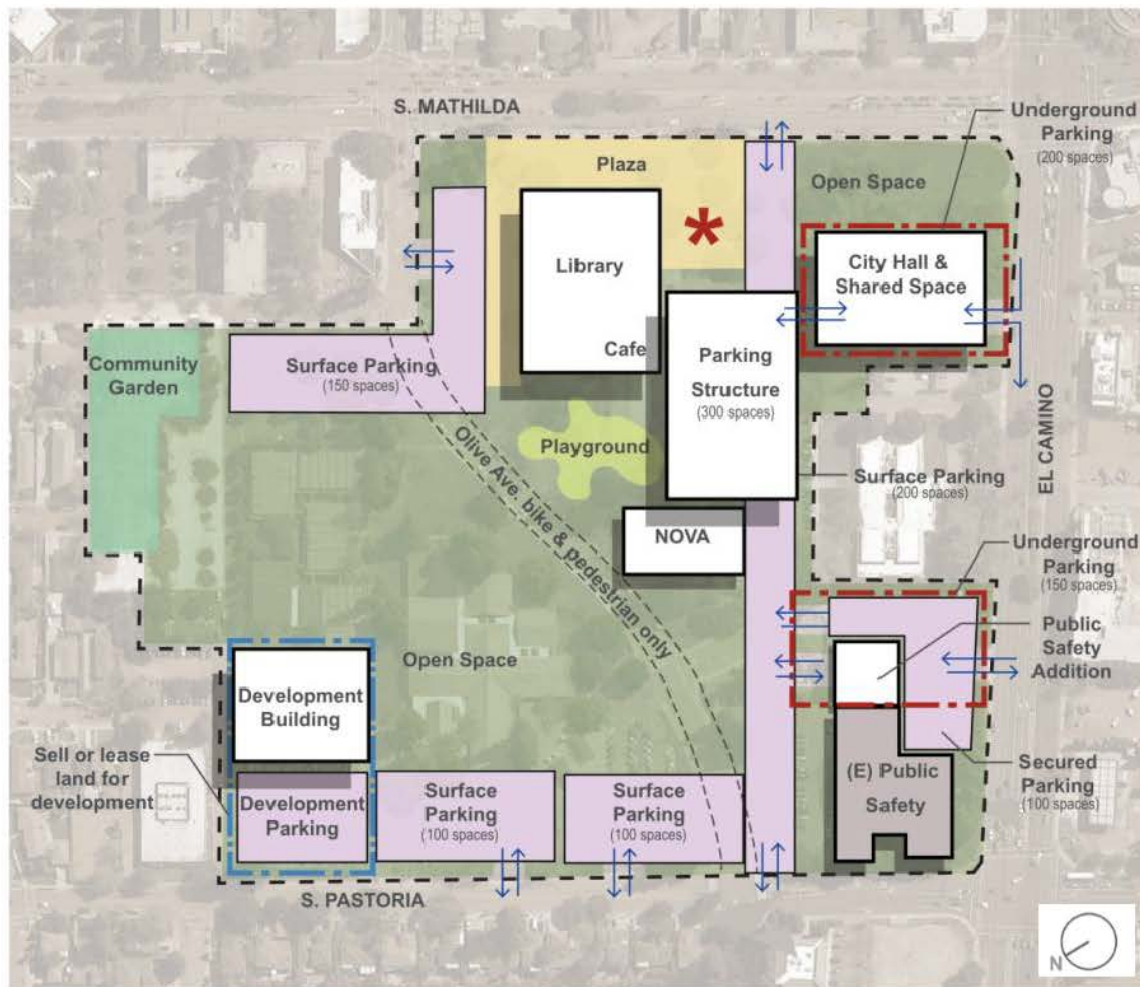 S. MATHILDA
Underground
Parking
(200 spaces)
Plaza
Open Space
*
Library
City Hall &
Shared Space
Cafe
Parking
Structure
(300 spaces)
Community
Garden
Surface Parking
(150 spaces)
Playground
Olive Ave. bike & pedestrian only
EL CAMINO
Surface Parking
(200 spaces)
NOVA
Underground
Parking
(150 spaces)
Public
Safety
Addition
Open Space
Development
Building
Sell or lease
land for
development
Development
Parking
Surface
Parking
(100 spaces)
Surface
Parking
(100 spaces)
(E) Public
Safety
Secured
Parking
(100 spaces)
S. PASTORIA
N